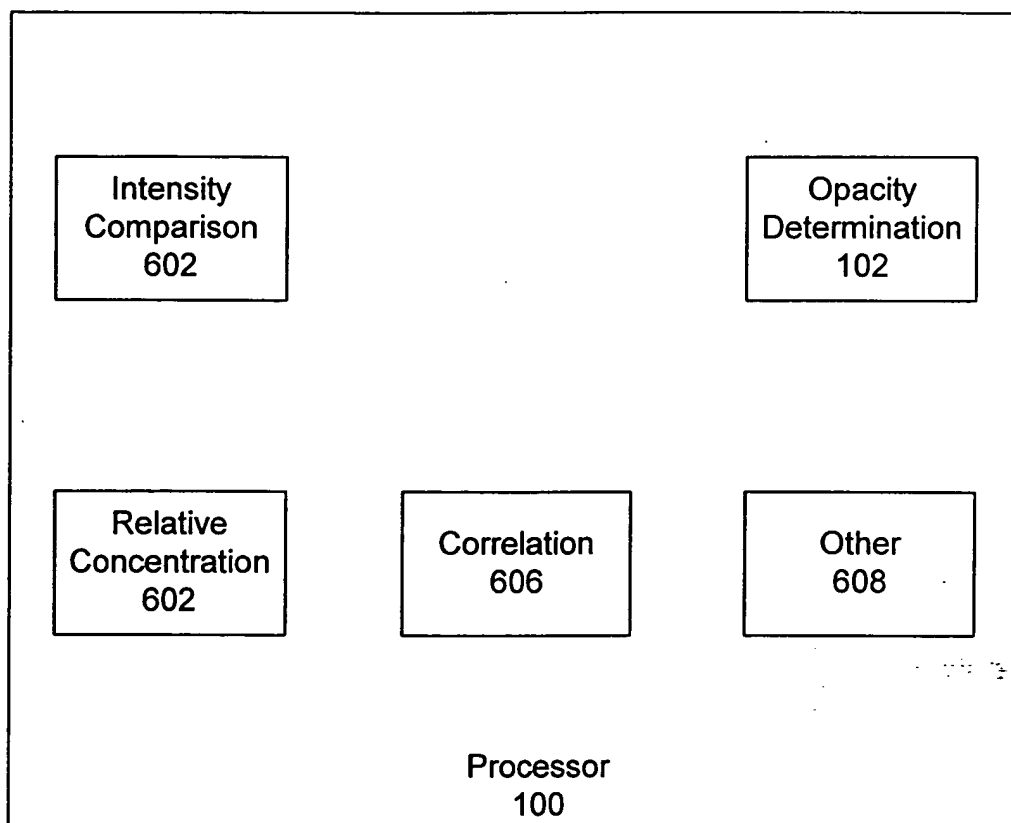 Intensity
Comparison
602
Opacity
Determination
102
Relative
Concentration
602
Correlation
606
Other
608
Processor
100